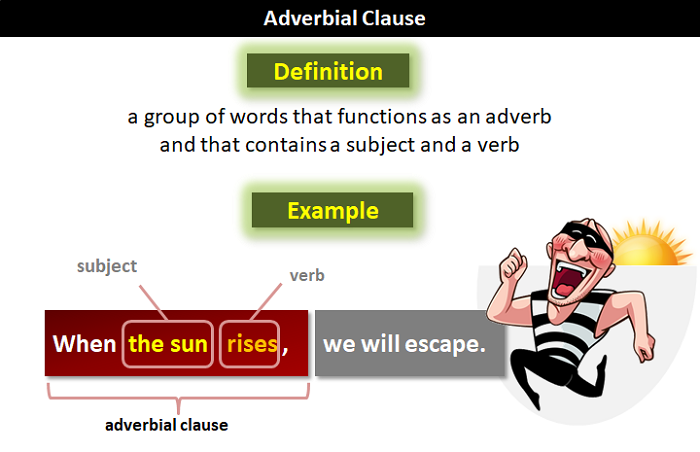 Adverbial Clause
Definition
a group of words that functions as an adverb
and that contains a subject and a verb
Example
subject
verb
When the sun rises, we will escape.
adverbial clause